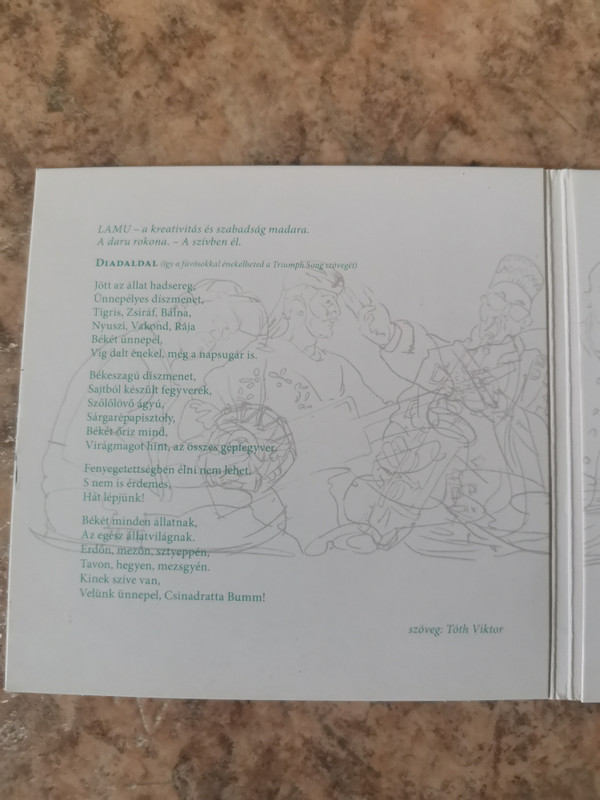 LAMU – a kreativitás és szabadság madara.
A daru rokona. – A szívben él.
DIADALDAL (így a fúvósokkal énekelheted a Triumph Song szövegét)
Jött az állat hadsereg,
Ünnepélyes díszmenet,
Tigris, Zsiráf, Bálna,
Nyuszi, Vakond, Rája
Békét ünnepel,
Víg dalt énekel, még a napsugár is.
Békeszagú díszmenet,
Sajtból készült fegyverek,
Szőlőlövő ágyú,
Sárgarépapisztoly,
Békét őriz mind,
Virágmagot hint, az összes gépfegyver.
Fenyegetettségben élni nem lehet,
S nem is érdemes,
Hát lépjünk!
Békét minden állatnak,
Az egész állatvilágnak.
Erdőn, mezőn, sztyeppén,
Tavon, hegyen, mezsgyén.
Kinek szíve van,
Velünk ünnepel, Csinadratta Bumm!
szöveg: Tóth Viktor